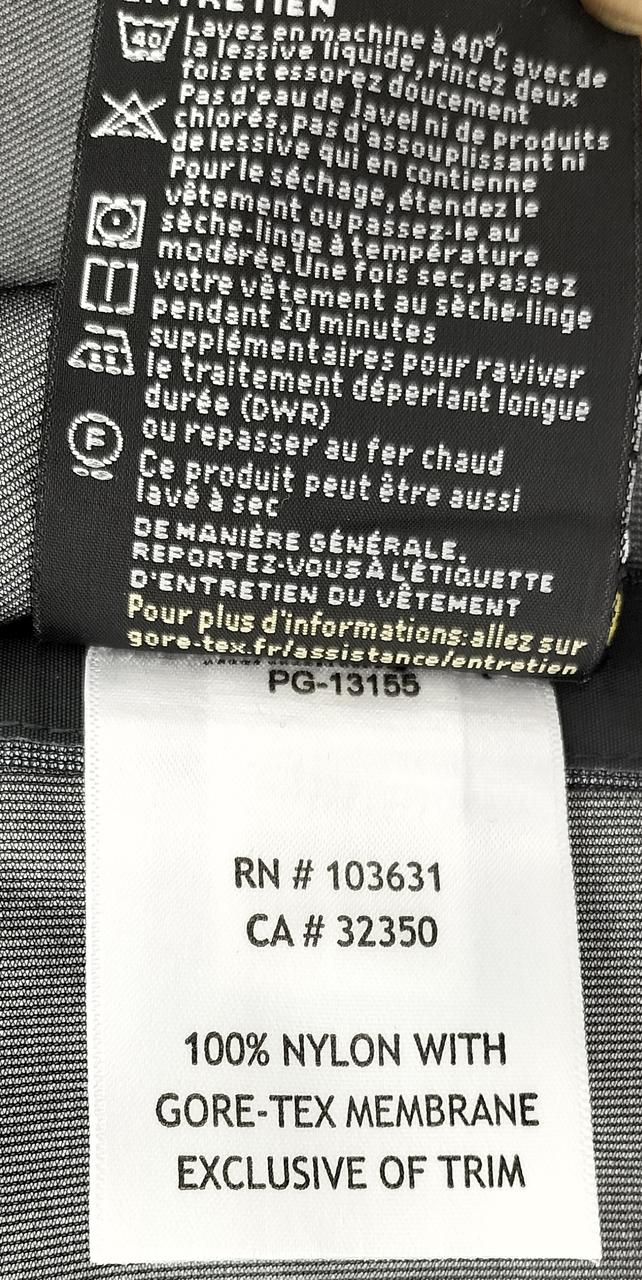 ENTRETIEN
40
Lavez en machine à 40°C avec de
la lessive liquide, rincez deux
fois et essorez doucement
Pas d'eau de Javel ni de produits
chlorés, pas d'assouplissant ni
de lessive qui en contienne
Pour le séchage, étendez le
vêtement ou passez-le au
sèche-linge à température
modérée. Une fois sec, passez
votre vêtement au sèche-linge
pendant 20 minutes
supplémentaires pour raviver
le traitement déperlant longue
durée (DWR)
ou repasser au fer chaud
F
Ce produit peut être aussi
lavé à sec
DE MANIÈRE GÉNÉRALE,
REPORTEZ-VOUS À L'ÉTIQUETTE
D'ENTRETIEN DU VÊTEMENT
Pour plus d'informations:allez sur
gore-tex.fr/assistance/entretien
PG-13155
RN # 103631
CA # 32350
100% NYLON WITH
GORE-TEX MEMBRANE
EXCLUSIVE OF TRIM